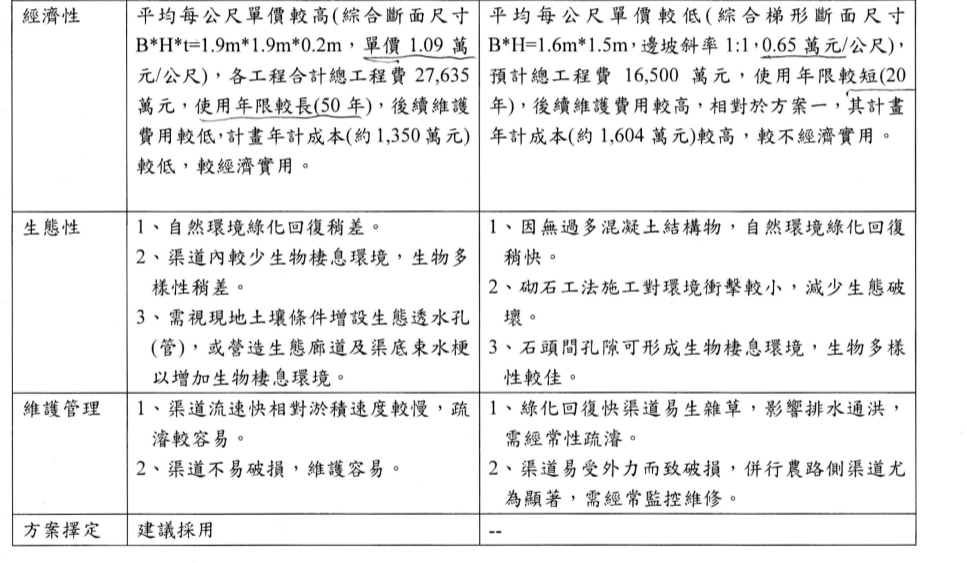 經濟性
平均每公尺單價較高(綜合斷面尺寸
B*H*t=1.9m*1.9m*0.2m，單價 1.09 萬
元/公尺)，各工程合計總工程費 27,635
萬元，使用年限較長(50 年)，後續維護
費用較低，計畫年計成本(約 1,350 萬元)
較低，較經濟實用。
平均每公尺單價較低(綜合梯形斷面尺寸
B*H=1.6m*1.5m，邊坡斜率 1:1，0.65 萬元/公尺)，
預計總工程費 16,500 萬元，使用年限較短(20
年)，後續維護費用較高，相對於方案一，其計畫
年計成本(約 1,604 萬元)較高，較不經濟實用。
生態性
1、自然環境綠化回復稍差。
2、渠道內較少生物棲息環境，生物多
樣性稍差。
3、需視現地土壤條件增設生態透水孔
(管)，或營造生態廊道及渠底束水梗
以增加生物棲息環境。
1、因無過多混凝土結構物，自然環境綠化回復
稍快。
2、砌石工法施工對環境衝擊較小，減少生態破
壞。
3、石頭間孔隙可形成生物棲息環境，生物多樣
性較佳。
維護管理
1、渠道流速快相對淤積速度較慢，疏
濬較容易。
2、渠道不易破損，維護容易。
1、綠化回復快渠道易生雜草，影響排水通洪，
需經常性疏濬。
2、渠道易受外力而致破損，併行農路側渠道尤
為顯著，需經常監控維修。
方案擇定
建議採用
--